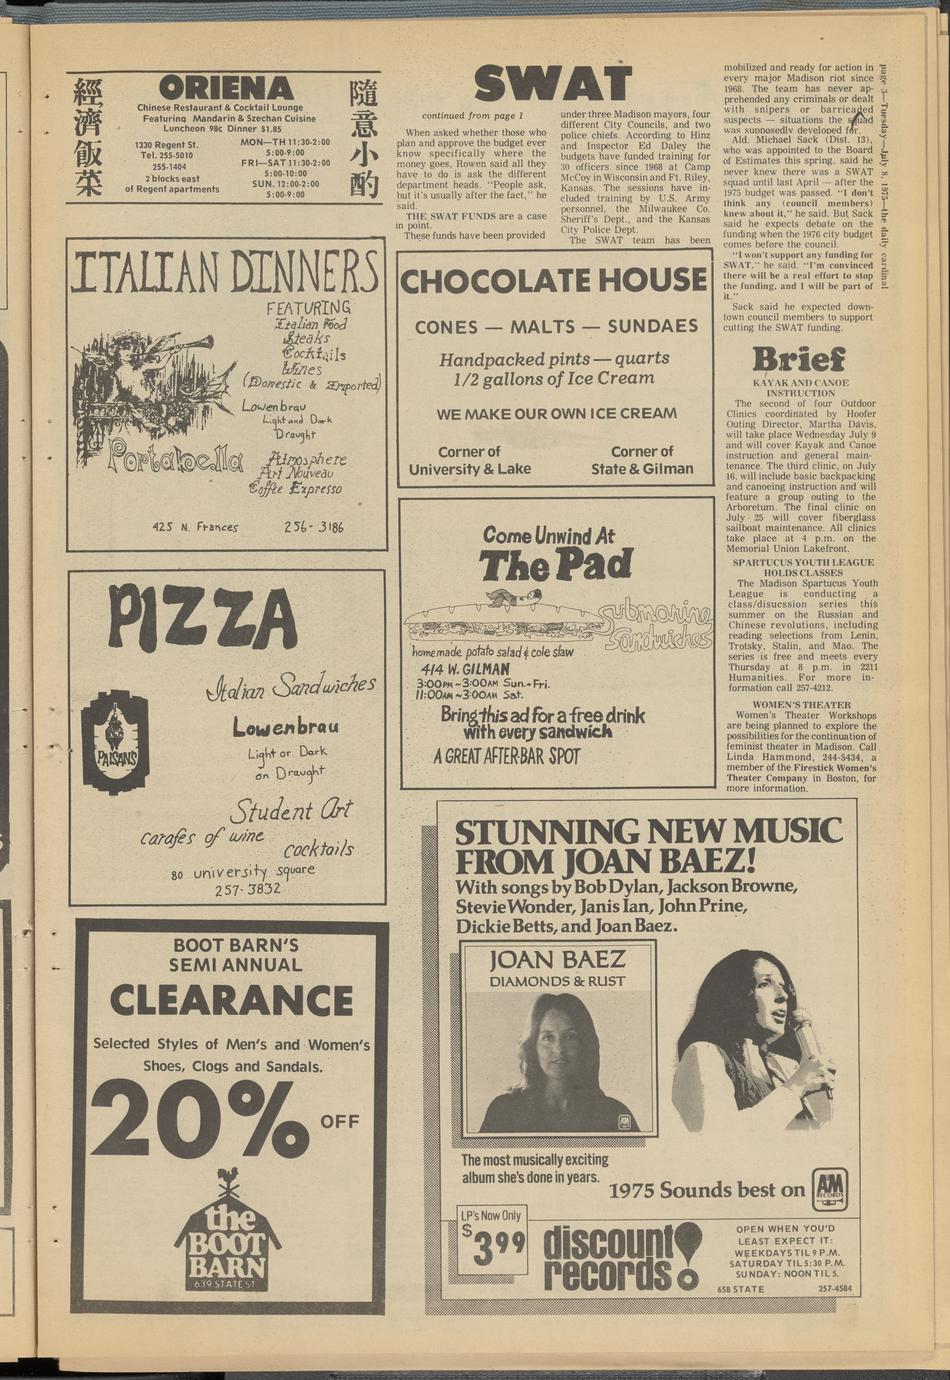 經濟飯菜
ORIENA
Chinese Restaurant & Cocktail Lounge
Featuring Mandarin & Szechan Cuisine
Luncheon 98c Dinner $1.85
1330 Regent St.
Tel. 255-5010
255-1404
2 blocks east
of Regent apartments
MON—TH 11:30-2:00
5:00-9:00
FRI—SAT 11:30-2:00
5:00-10:00
SUN. 12:00-2:00
5:00-9:00
隨意小酌
ITALIAN DINNERS
FEATURING
Italian Food
Steaks
Cocktails
Wines
(Domestic & Imported)
Lowenbrau
Light and Dark
Draught
Portabella
Atmosphere
Art Nouveau
Coffee Expresso
425 N. Frances 256-3186
PIZZA
Italian Sandwiches
PAISAN'S
Lowenbrau
Light or Dark
on Draught
Student Art
carafes of wine
cocktails
80 university square
257-3832
BOOT BARN'S
SEMI ANNUAL
CLEARANCE
Selected Styles of Men's and Women's
Shoes, Clogs and Sandals.
20% OFF
the
BOOT
BARN
639 STATE ST.
SWAT
continued from page 1
When asked whether those who
plan and approve the budget ever
know specifically where the
money goes, Rowen said all they
have to do is ask the different
department heads. "People ask,
but it's usually after the fact," he
said.
THE SWAT FUNDS are a case
in point.
These funds have been provided
under three Madison mayors, four
different City Councils, and two
police chiefs. According to Hinz
and Inspector Ed Daley the
budgets have funded training for
30 officers since 1968 at Camp
McCoy in Wisconsin and Ft. Riley,
Kansas. The sessions have in-
cluded training by U.S. Army
personnel, the Milwaukee Co.
Sheriff's Dept., and the Kansas
City Police Dept.
The SWAT team has been
mobilized and ready for action in
every major Madison riot since
1968. The team has never ap-
prehended any criminals or dealt
with snipers or barricaded
suspects — situations the squad
was supposedly developed for.
Ald. Michael Sack (Dist. 13),
who was appointed to the Board
of Estimates this spring, said he
never knew there was a SWAT
squad until last April — after the
1975 budget was passed. "I don't
think any (council members)
knew about it," he said. But Sack
said he expects debate on the
funding when the 1976 city budget
comes before the council.
"I won't support any funding for
SWAT," he said. "I'm convinced
there will be a real effort to stop
the funding, and I will be part of
it."
Sack said he expected down-
town council members to support
cutting the SWAT funding.
page 3—Tuesday—July 8, 1975—the daily cardinal
CHOCOLATE HOUSE
CONES — MALTS — SUNDAES
Handpacked pints — quarts
1/2 gallons of Ice Cream
WE MAKE OUR OWN ICE CREAM
Corner of
University & Lake
Corner of
State & Gilman
Come Unwind At
The Pad
submarine
Sandwiches
homemade potato salad & cole slaw
414 W. GILMAN
3:00PM~3:00AM Sun.-Fri.
11:00AM~3:00AM Sat.
Bring this ad for a free drink
with every sandwich
A GREAT AFTER-BAR SPOT
Brief
KAYAK AND CANOE
INSTRUCTION
The second of four Outdoor
Clinics coordinated by Hoofer
Outing Director, Martha Davis,
will take place Wednesday July 9
and will cover Kayak and Canoe
instruction and general main-
tenance. The third clinic, on July
16, will include basic backpacking
and canoeing instruction and will
feature a group outing to the
Arboretum. The final clinic on
July 25 will cover fiberglass
sailboat maintenance. All clinics
take place at 4 p.m. on the
Memorial Union Lakefront.
SPARTUCUS YOUTH LEAGUE
HOLDS CLASSES
The Madison Spartucus Youth
League is conducting a
class/disucssion series this
summer on the Russian and
Chinese revolutions, including
reading selections from Lenin,
Trotsky, Stalin, and Mao. The
series is free and meets every
Thursday at 8 p.m. in 2211
Humanities. For more in-
formation call 257-4212.
WOMEN'S THEATER
Women's Theater Workshops
are being planned to explore the
possibilities for the continuation of
feminist theater in Madison. Call
Linda Hammond, 244-5434, a
member of the Firestick Women's
Theater Company in Boston, for
more information.
STUNNING NEW MUSIC
FROM JOAN BAEZ!
With songs by Bob Dylan, Jackson Browne,
Stevie Wonder, Janis Ian, John Prine,
Dickie Betts, and Joan Baez.
JOAN BAEZ
DIAMONDS & RUST
The most musically exciting
album she's done in years.
1975 Sounds best on
A&M
RECORDS
LP's Now Only
$3.99
discount
records!
OPEN WHEN YOU'D
LEAST EXPECT IT:
WEEKDAYS TIL 9 P.M.
SATURDAY TIL 5:30 P.M.
SUNDAY: NOON TIL 5.
658 STATE 257-4584